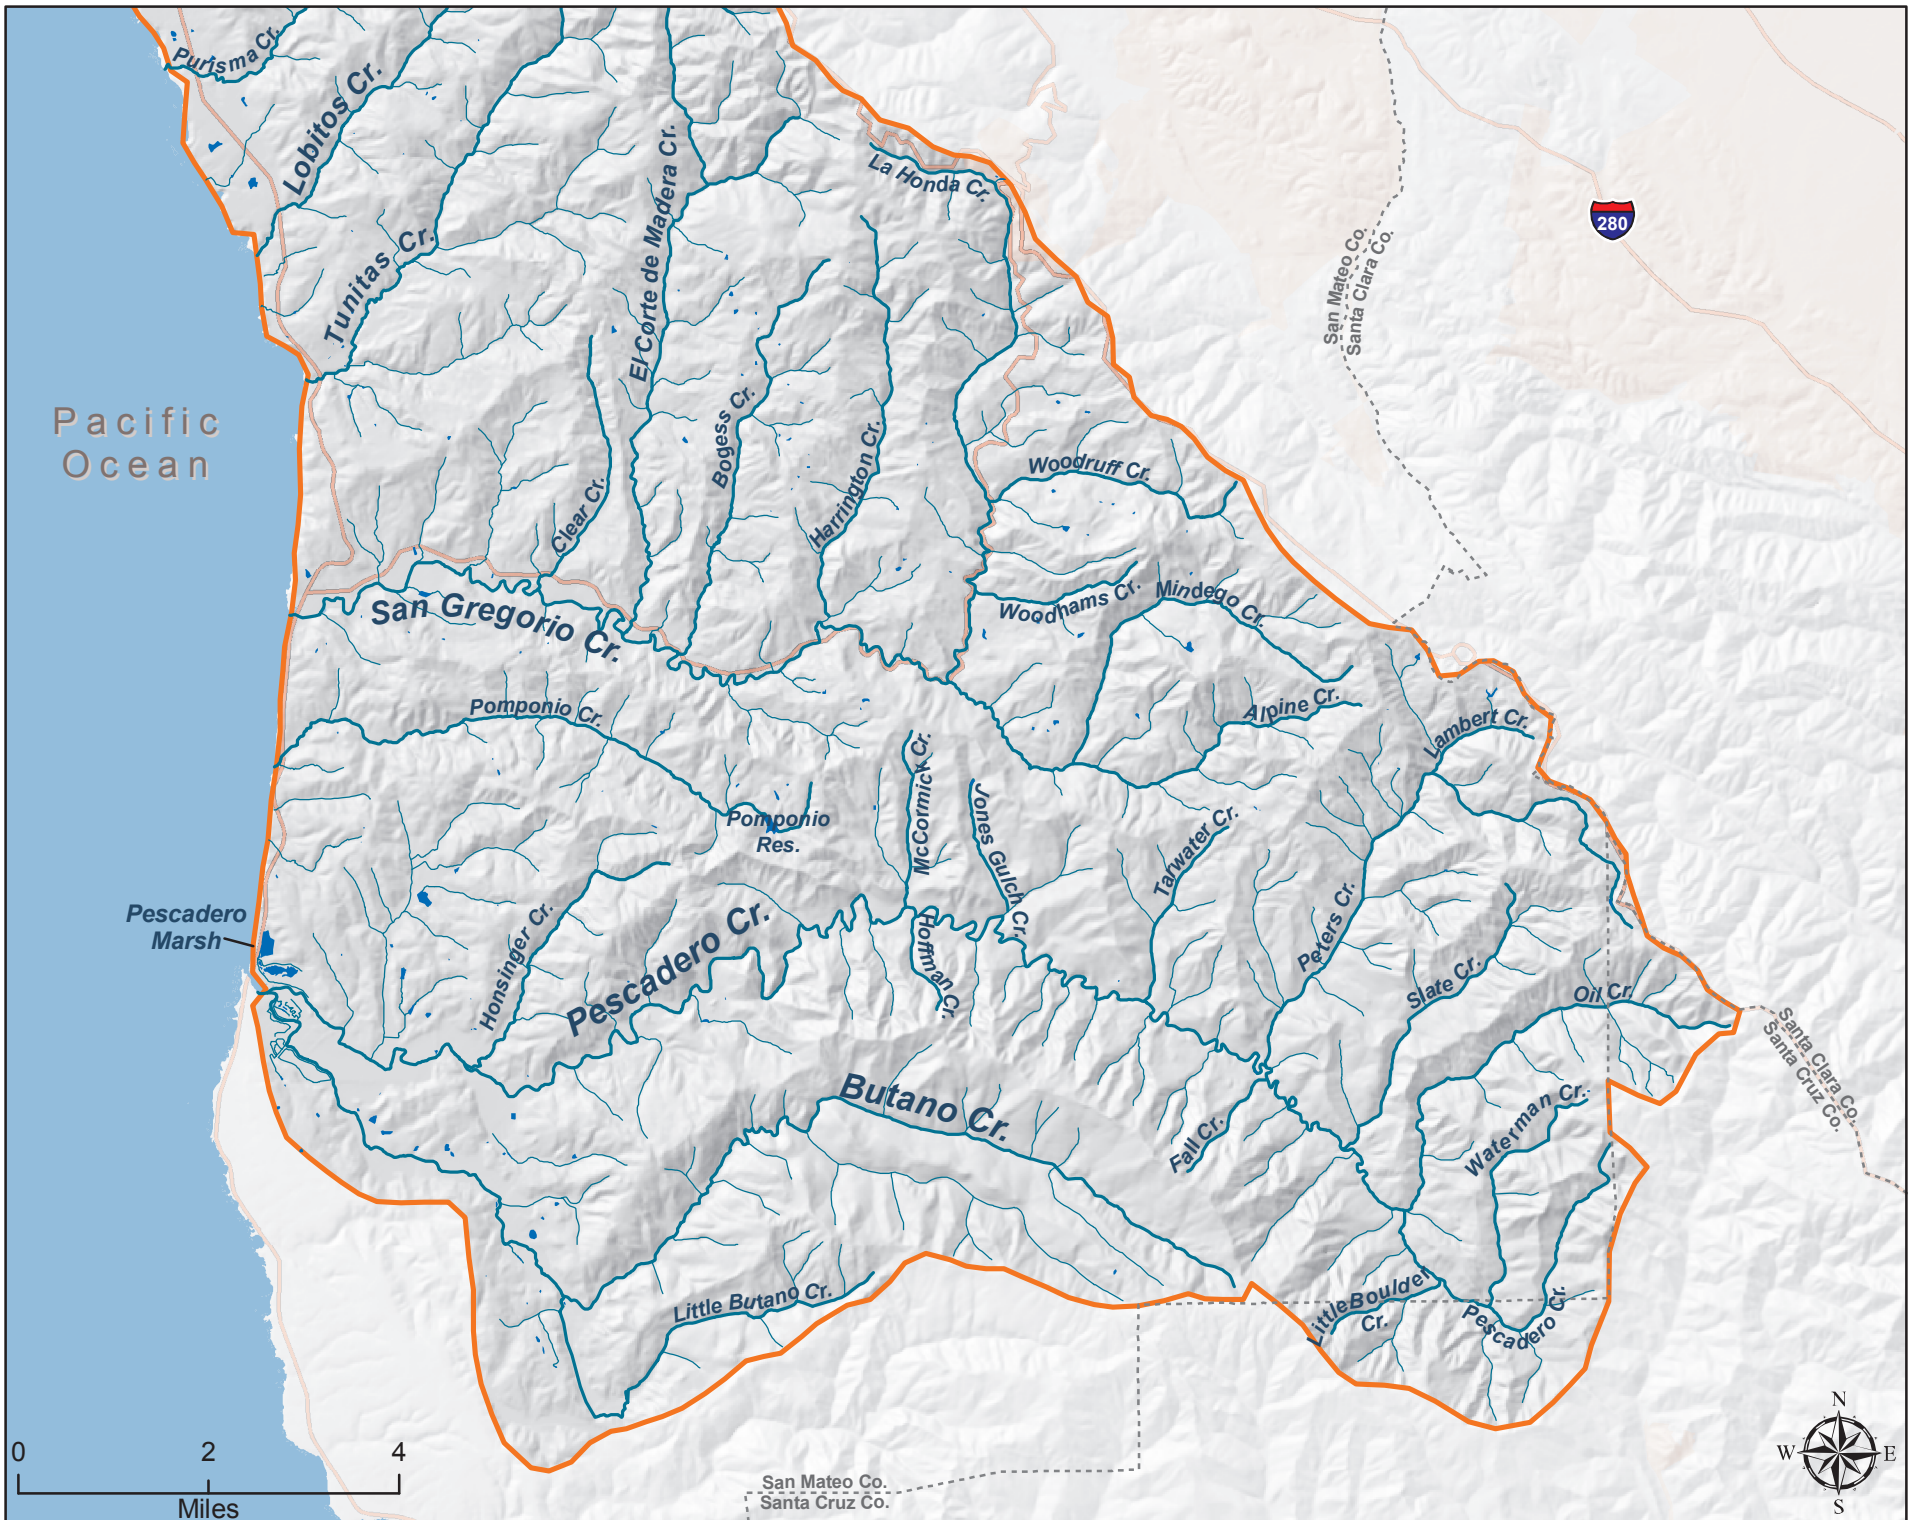 Purisma Cr.
Lobitos Cr.
Tunitas Cr.
El Corte de Madera Cr.
La Honda Cr.
280
San Mateo Co.
Santa Clara Co.
Pacific
Ocean
Clear Cr.
Bogess Cr.
Harrington Cr.
Woodruff Cr.
Woodhams Cr.
Mindego Cr.
San Gregorio Cr.
Pomponio Cr.
Alpine Cr.
Lambert Cr.
Pomponio
Res.
McCormick Cr.
Jones Gulch Cr.
Tarwater Cr.
Peters Cr.
Pescadero
Marsh
Honsinger Cr.
Pescadero Cr.
Hoffman Cr.
Slate Cr.
Oil Cr.
Santa Clara Co.
Santa Cruz Co.
Butano Cr.
Fall Cr.
Waterman Cr.
Little Butano Cr.
Little Boulder
Cr.
Pescadero Cr.
0 2 4
Miles
San Mateo Co.
Santa Cruz Co.
N
W E
S